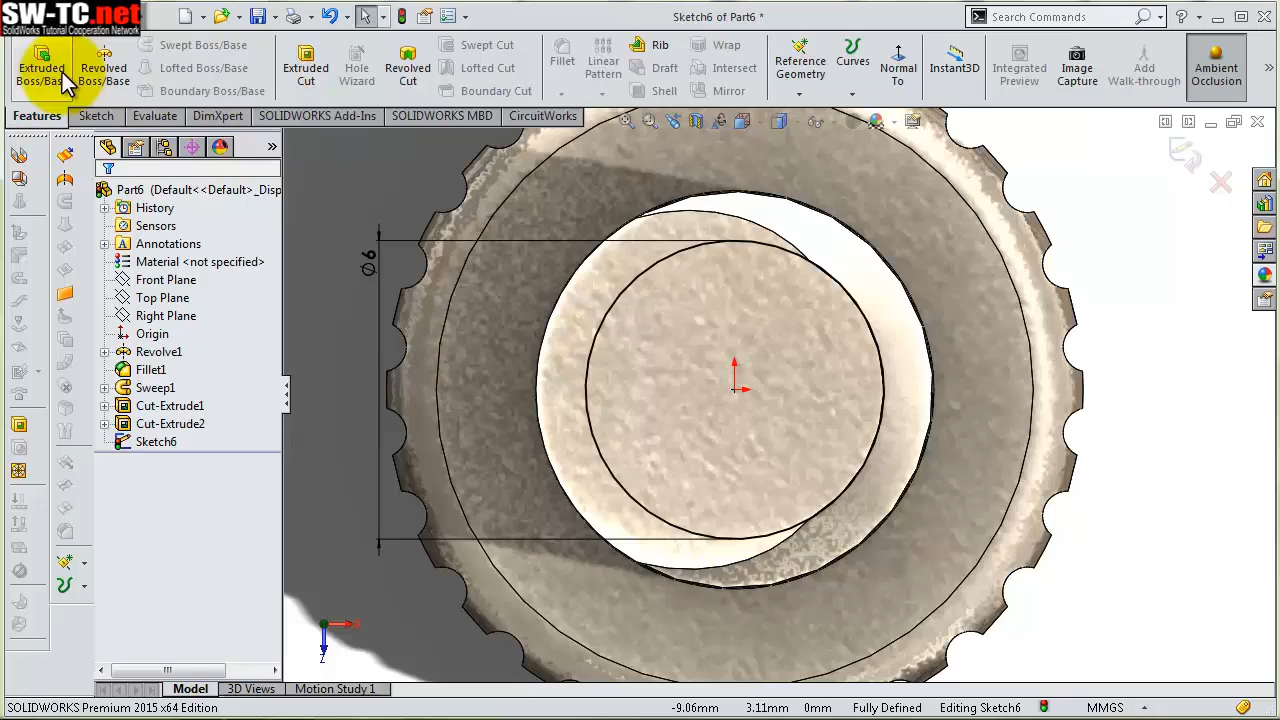 SW-TC.net
SolidWorks Tutorial Cooperation Network
Sketch6 of Part6
Search Commands
Extruded Boss/Base
Revolved Boss/Base
Swept Boss/Base
Lofted Boss/Base
Boundary Boss/Base
Extruded Cut
Hole Wizard
Revolved Cut
Swept Cut
Lofted Cut
Boundary Cut
Fillet
Linear Pattern
Rib
Draft
Shell
Wrap
Mirror
Reference Geometry
Curves
Normal To
Instant3D
Integrated Preview
Image Capture
Add Walk-through
Ambient Occlusion
Features
Sketch
Evaluate
DimXpert
SOLIDWORKS Add-Ins
SOLIDWORKS MBD
CircuitWorks
Part6 (Default<<Default>_Disp
History
Sensors
Annotations
Material <not specified>
Front Plane
Top Plane
Right Plane
Origin
Revolve1
Fillet1
Sweep1
Cut-Extrude1
Cut-Extrude2
Sketch6
Ø6
Z
Model
3D Views
Motion Study 1
SOLIDWORKS Premium 2015 x64 Edition
-9.06mm
3.11mm
0mm
Fully Defined
Editing Sketch6
MMGS